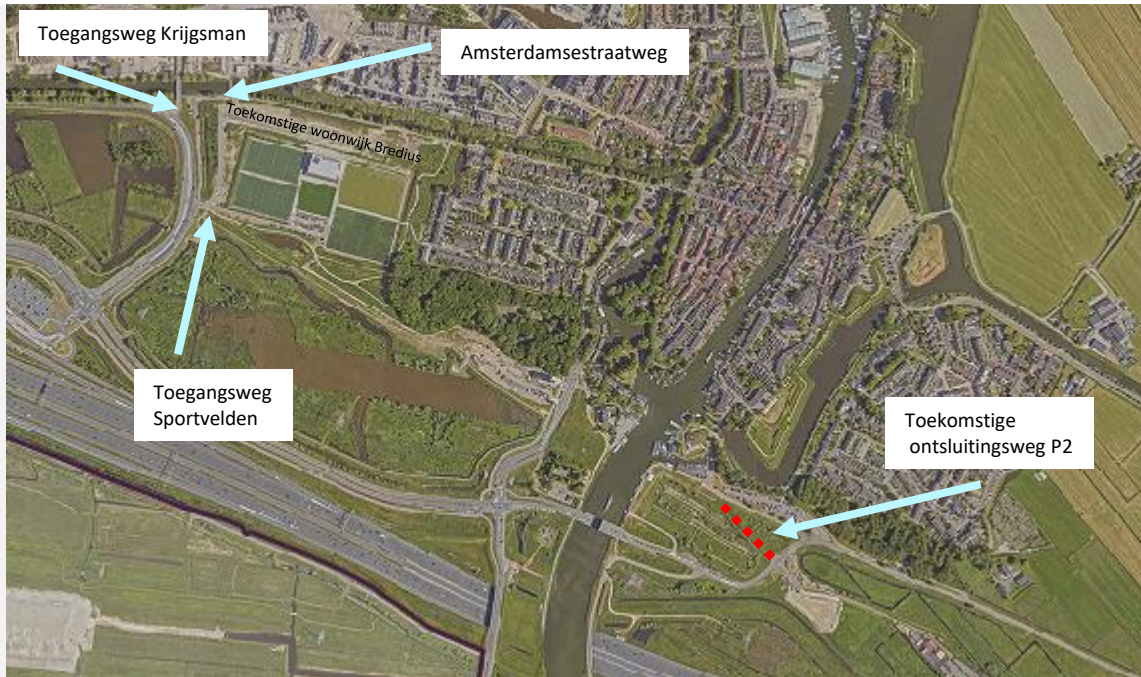 Toegangsweg Krijgsman
Amsterdamsestraatweg
Toekomstige woonwijk Bredius
Toegangsweg
Sportvelden
Toekomstige
ontsluitingsweg P2